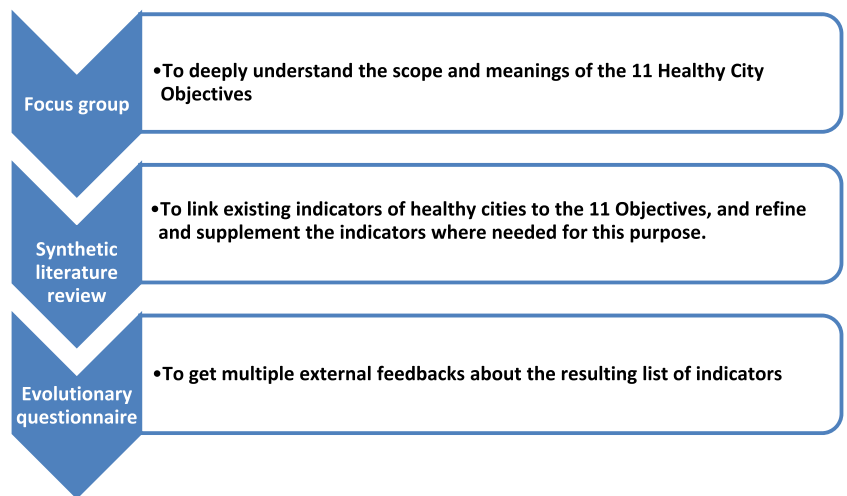 Focus group
•To deeply understand the scope and meanings of the 11 Healthy City
Objectives
Synthetic
literature
review
•To link existing indicators of healthy cities to the 11 Objectives, and refine
and supplement the indicators where needed for this purpose.
Evolutionary
questionnaire
•To get multiple external feedbacks about the resulting list of indicators